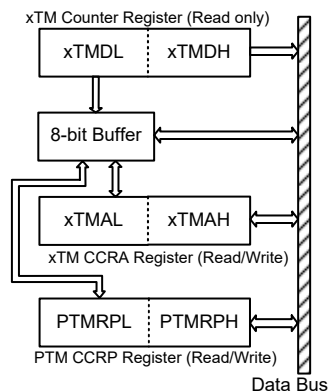 xTM Counter Register (Read only)
xTMDL xTMDH
8-bit Buffer
xTMAL xTMAH
xTM CCRA Register (Read/Write)
PTMRPL PTMRPH
PTM CCRP Register (Read/Write)
Data Bus